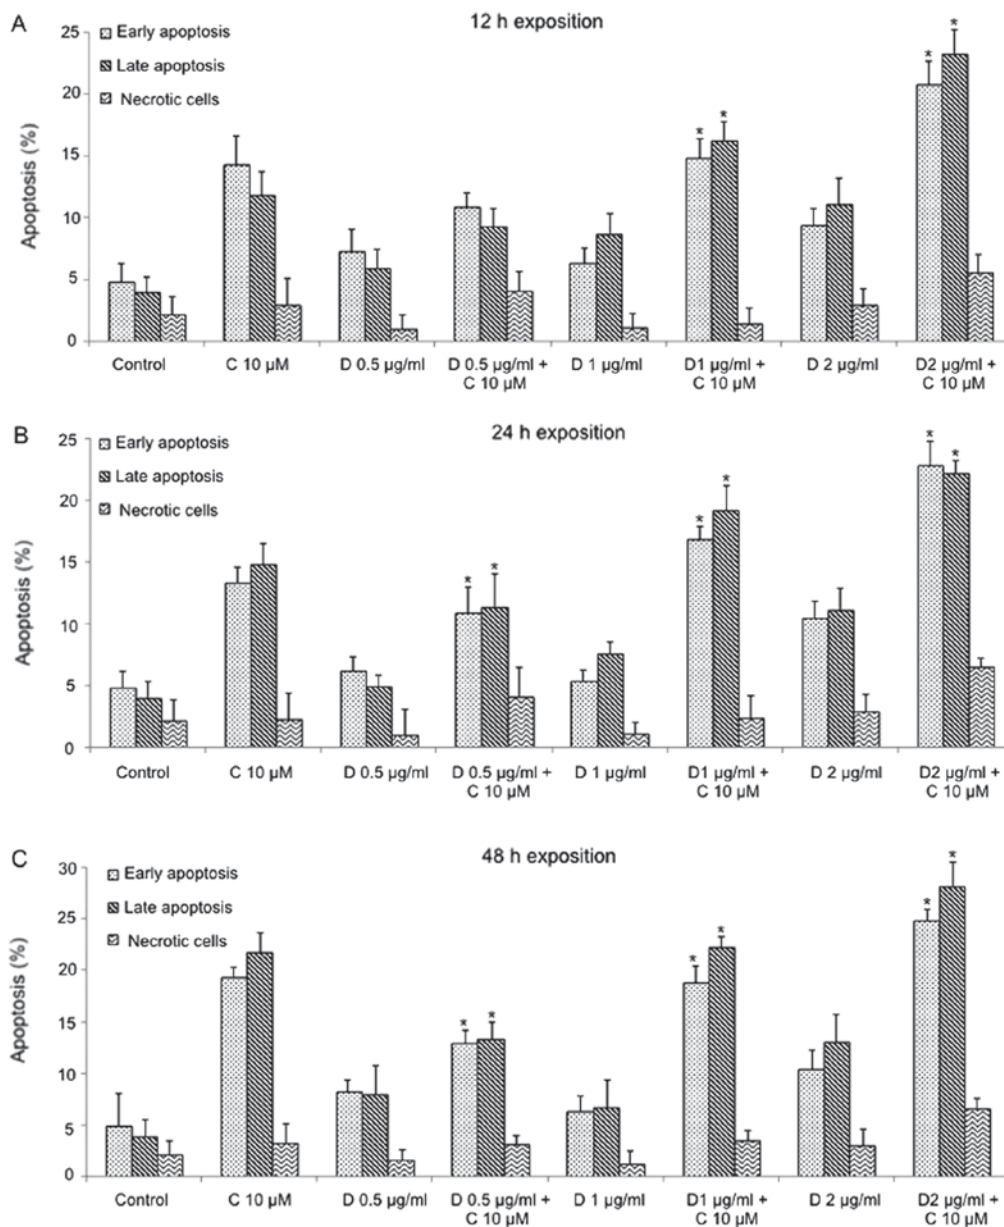 A
12 h exposition
25
20
15
10
5
0
Apoptosis (%)
Early apoptosis
Late apoptosis
Necrotic cells
*
*
*
*
Control
C 10 µM
D 0.5 µg/ml
D 0.5 µg/ml +
C 10 µM
D 1 µg/ml
D1 µg/ml +
C 10 µM
D 2 µg/ml
D2 µg/ml +
C 10 µM
B
24 h exposition
25
20
15
10
5
0
Apoptosis (%)
Early apoptosis
Late apoptosis
Necrotic cells
*
*
*
*
*
*
Control
C 10 µM
D 0.5 µg/ml
D 0.5 µg/ml +
C 10 µM
D 1 µg/ml
D1 µg/ml +
C 10 µM
D 2 µg/ml
D2 µg/ml +
C 10 µM
C
48 h exposition
30
25
20
15
10
5
0
Apoptosis (%)
Early apoptosis
Late apoptosis
Necrotic cells
*
*
*
*
*
*
Control
C 10 µM
D 0.5 µg/ml
D 0.5 µg/ml +
C 10 µM
D 1 µg/ml
D1 µg/ml +
C 10 µM
D 2 µg/ml
D2 µg/ml +
C 10 µM